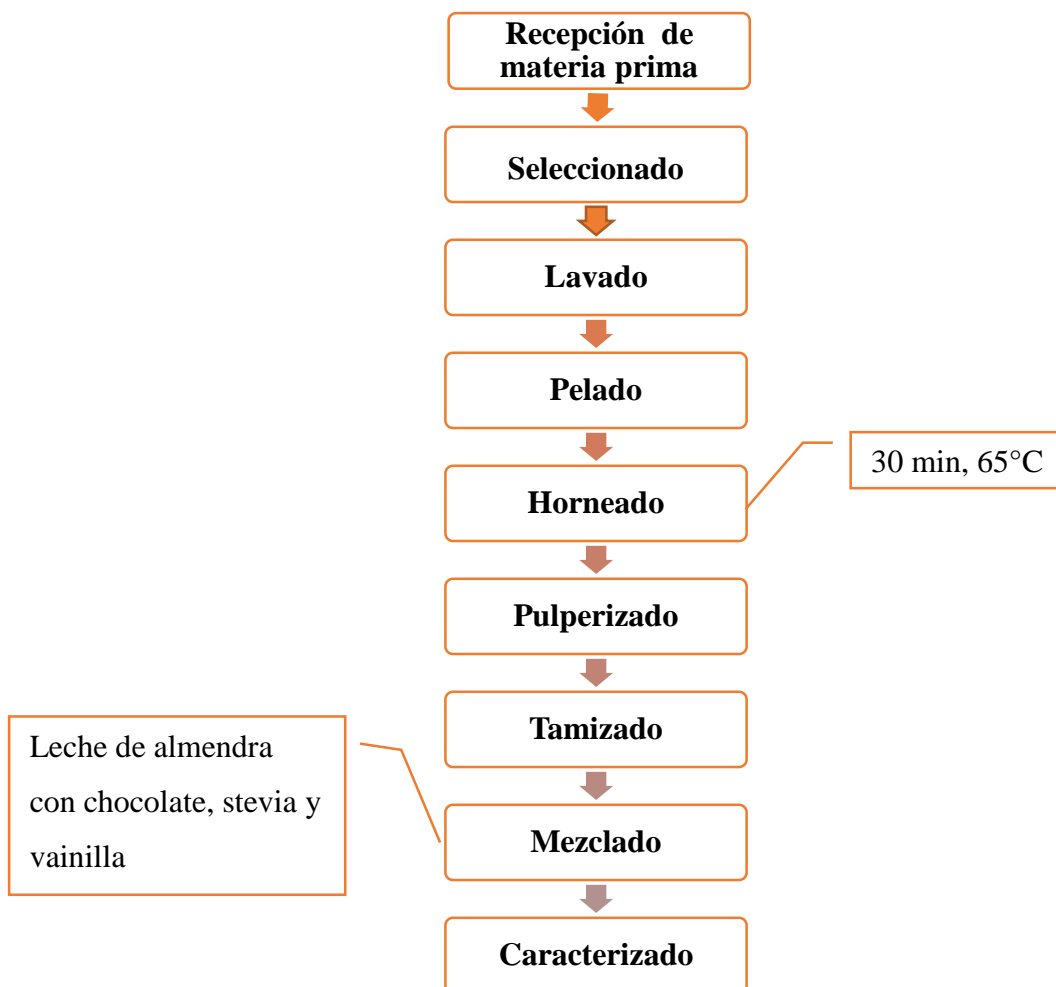 Recepción de
materia prima
Seleccionado
Lavado
Pelado
Horneado
30 min, 65°C
Pulperizado
Tamizado
Leche de almendra
con chocolate, stevia y
vainilla
Mezclado
Caracterizado